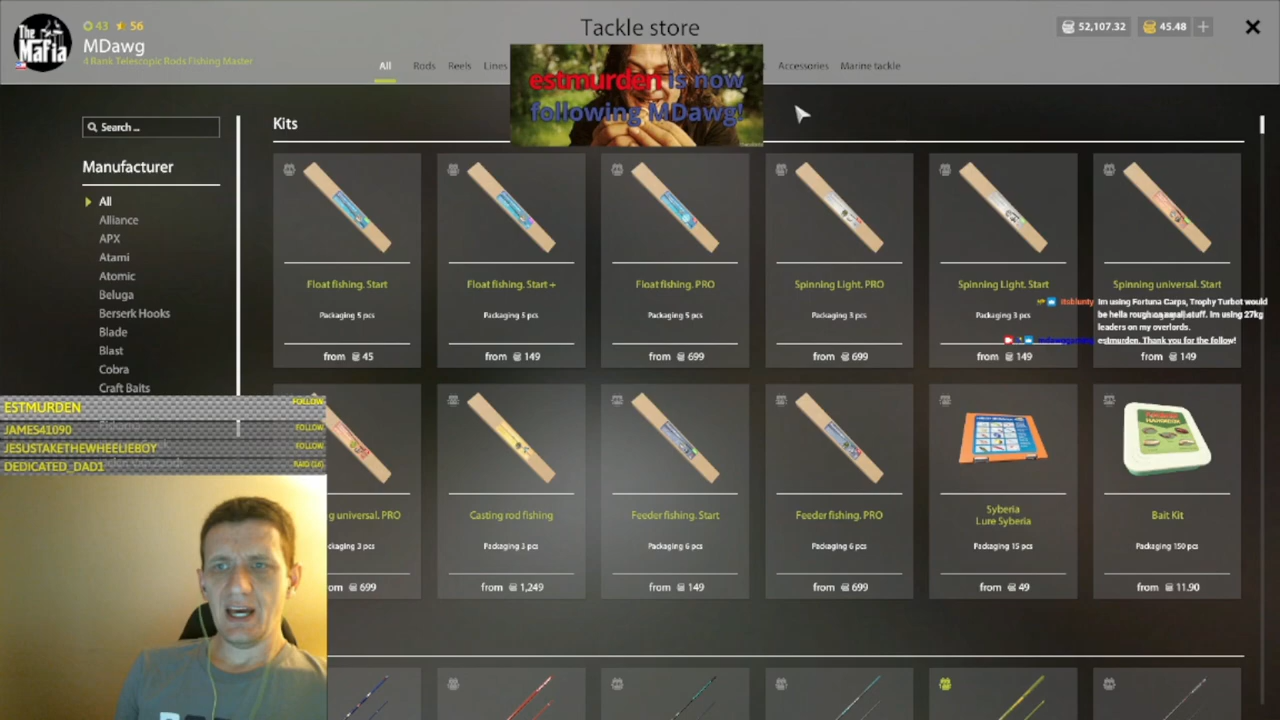 The
Mafia
43 56
MDawg
4 Rank Telescopic Rods Fishing Master
Tackle store
52,107.32
45.48
All
Rods
Reels
Lines
Accessories
Marine tackle
estmurden is now
following MDawg!
Search ...
Manufacturer
All
Alliance
APX
Atami
Atomic
Beluga
Berserk Hooks
Blade
Blast
Cobra
Craft Baits
Kits
Float fishing. Start
Packaging 5 pcs
from 45
Float fishing. Start +
Packaging 5 pcs
from 149
Float fishing. PRO
Packaging 5 pcs
from 699
Spinning Light. PRO
Packaging 3 pcs
from 699
Spinning Light. Start
Packaging 3 pcs
from 149
Spinning universal. Start
from 149
itsblunty Im using Fortuna Carps, Trophy Turbot would
be hella rough on small stuff. Im using 27kg
leaders on my overlords.
estmurden. Thank you for the follow!
ESTMURDEN FOLLOW
JAMES41090 FOLLOW
JESUSTAKETHEWHEELIEBOY FOLLOW
DEDICATED_DAD1
g universal. PRO
ackaging 3 pcs
om 699
Casting rod fishing
Packaging 3 pcs
from 1,249
Feeder fishing. Start
Packaging 6 pcs
from 149
Feeder fishing. PRO
Packaging 6 pcs
from 699
Syberia
Lure Syberia
Packaging 15 pcs
from 49
Bait Kit
Packaging 150 pcs
from 11.90